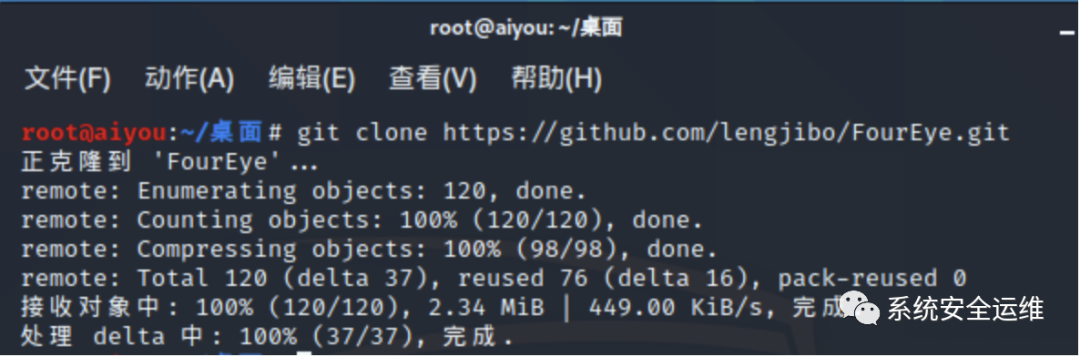 root@aiyou: ~/桌面
文件(F) 动作(A) 编辑(E) 查看(V) 帮助(H)
root@aiyou:~/桌面# git clone https://github.com/lengjibo/FourEye.git
正克隆到 'FourEye'...
remote: Enumerating objects: 120, done.
remote: Counting objects: 100% (120/120), done.
remote: Compressing objects: 100% (98/98), done.
remote: Total 120 (delta 37), reused 76 (delta 16), pack-reused 0
接收对象中: 100% (120/120), 2.34 MiB | 449.00 KiB/s, 完成
处理 delta 中: 100% (37/37), 完成.
系统安全运维